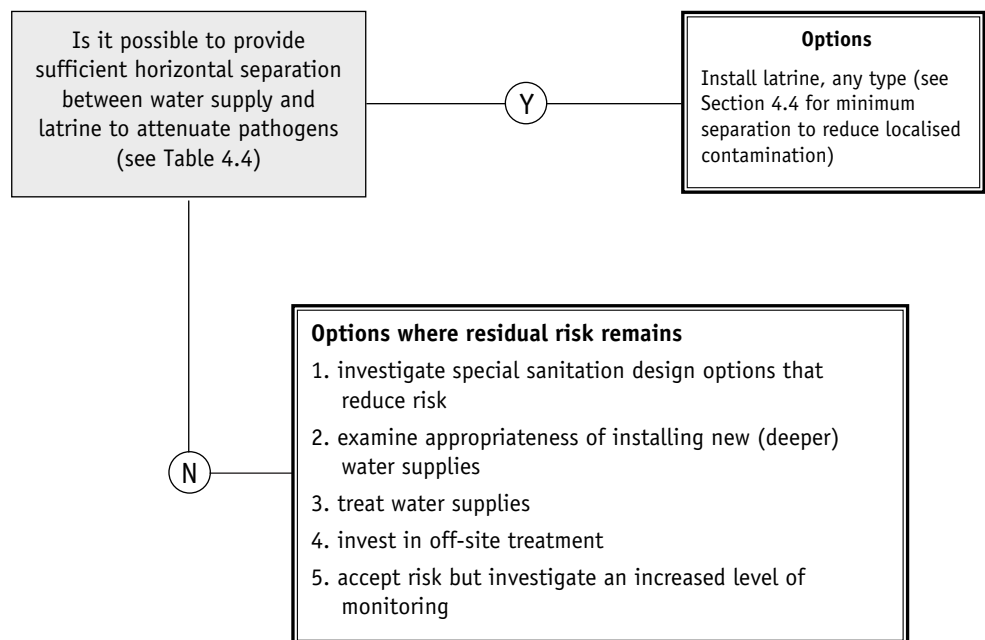 Is it possible to provide
sufficient horizontal separation
between water supply and
latrine to attenuate pathogens
(see Table 4.4)
Y
Options
Install latrine, any type (see
Section 4.4 for minimum
separation to reduce localised
contamination)
N
Options where residual risk remains
1. investigate special sanitation design options that
reduce risk
2. examine appropriateness of installing new (deeper)
water supplies
3. treat water supplies
4. invest in off-site treatment
5. accept risk but investigate an increased level of
monitoring